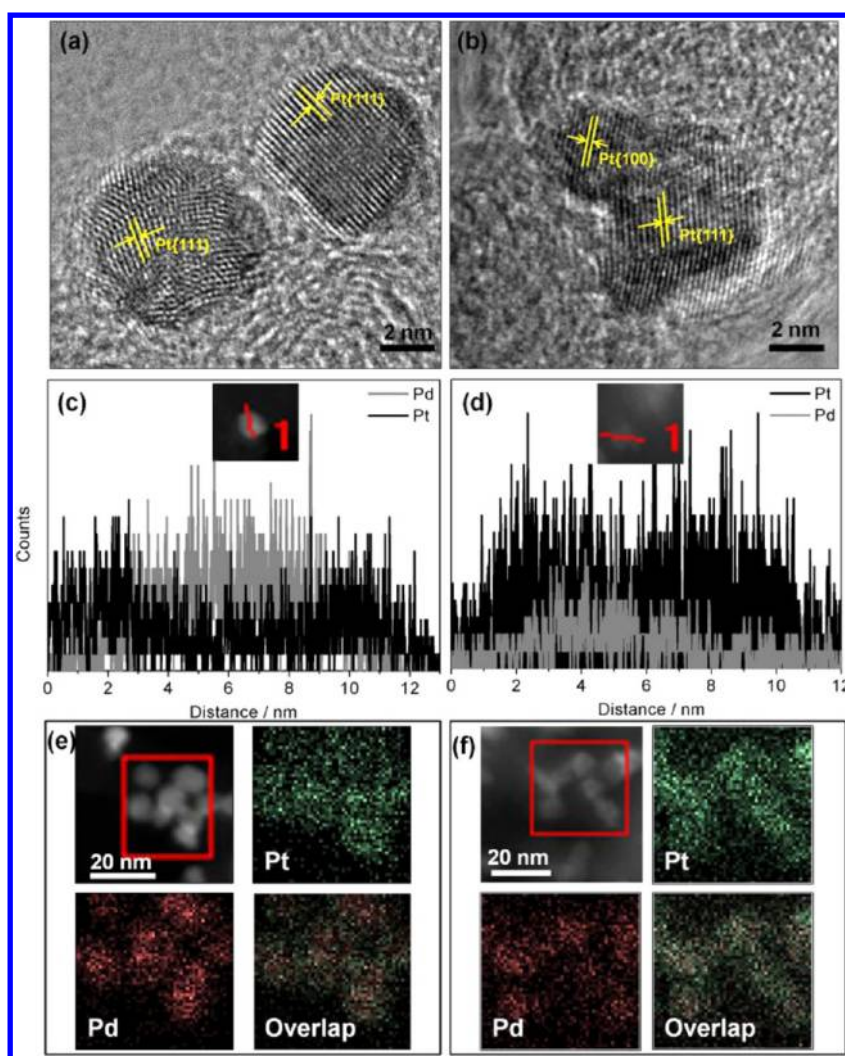 (a)
Pt{111}
Pt{111}
2 nm
(b)
Pt{100}
Pt{111}
2 nm
(c)
Pd
Pt
1
Counts
0 2 4 6 8 10 12
Distance / nm
(d)
Pt
Pd
1
0 2 4 6 8 10 12
Distance / nm
(e)
20 nm
Pt
Pd
Overlap
(f)
20 nm
Pt
Pd
Overlap